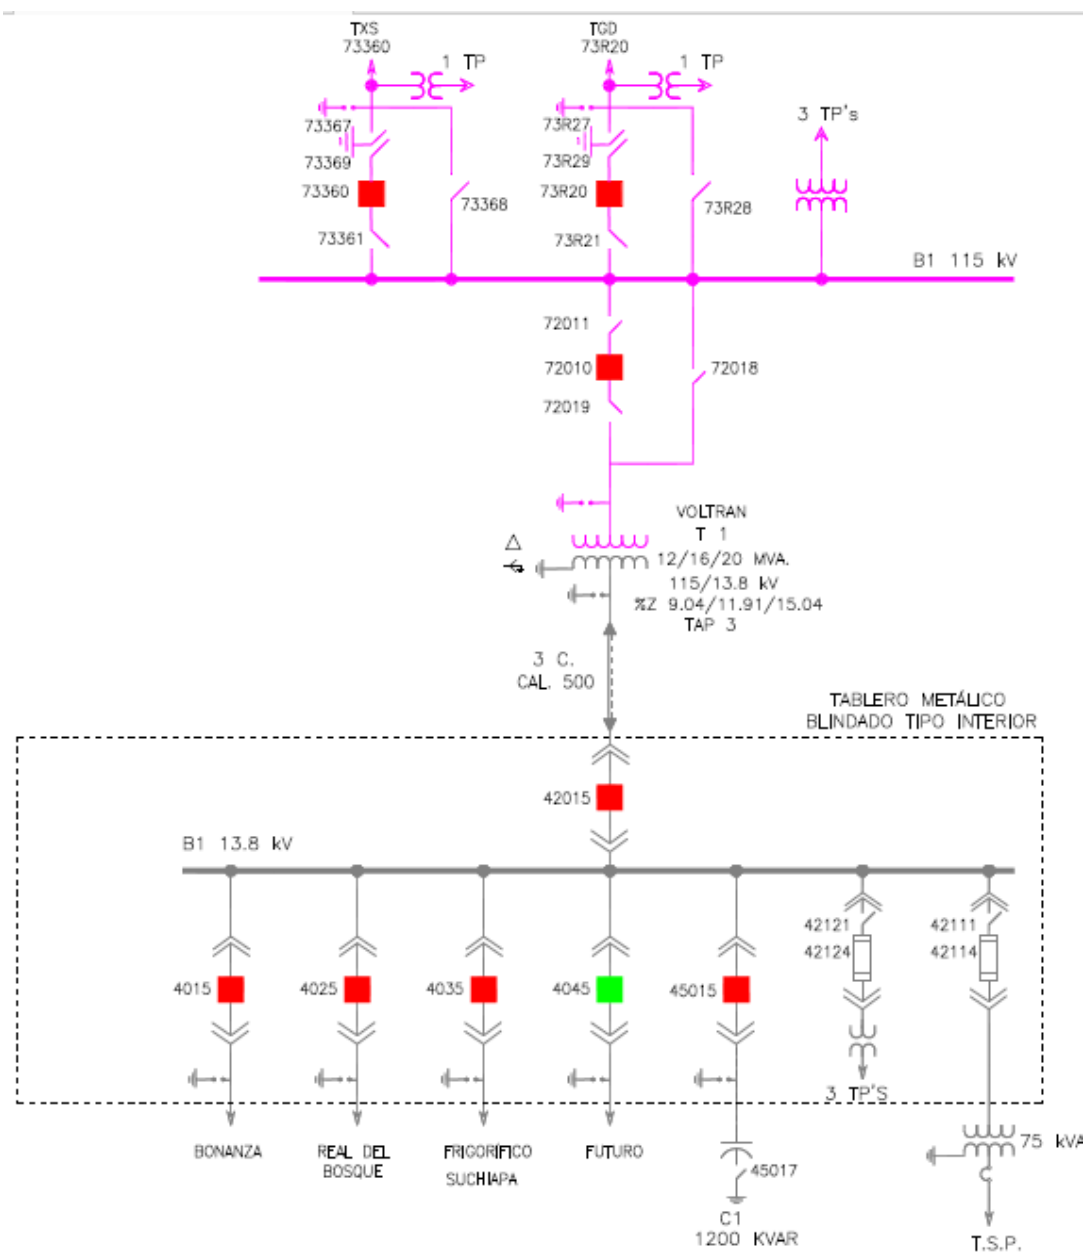 TXS
73360
TGD
73R20
1 TP
1 TP
3 TP's
73367
73R27
73369
73R29
73360
73368
73R20
73R28
73361
73R21
B1 115 kV
72011
72010
72018
72019
VOLTRAN
T 1
12/16/20 MVA.
115/13.8 kV
%Z 9.04/11.91/15.04
TAP 3
3 C.
CAL. 500
TABLERO METÁLICO
BLINDADO TIPO INTERIOR
42015
B1 13.8 kV
42121
42124
42111
42114
4015
4025
4035
4045
45015
3 TP'S
BONANZA
REAL DEL
BOSQUE
FRIGORÍFICO
SUCHIAPA
FUTURO
75 kVA
45017
C1
1200 KVAR
T.S.P.